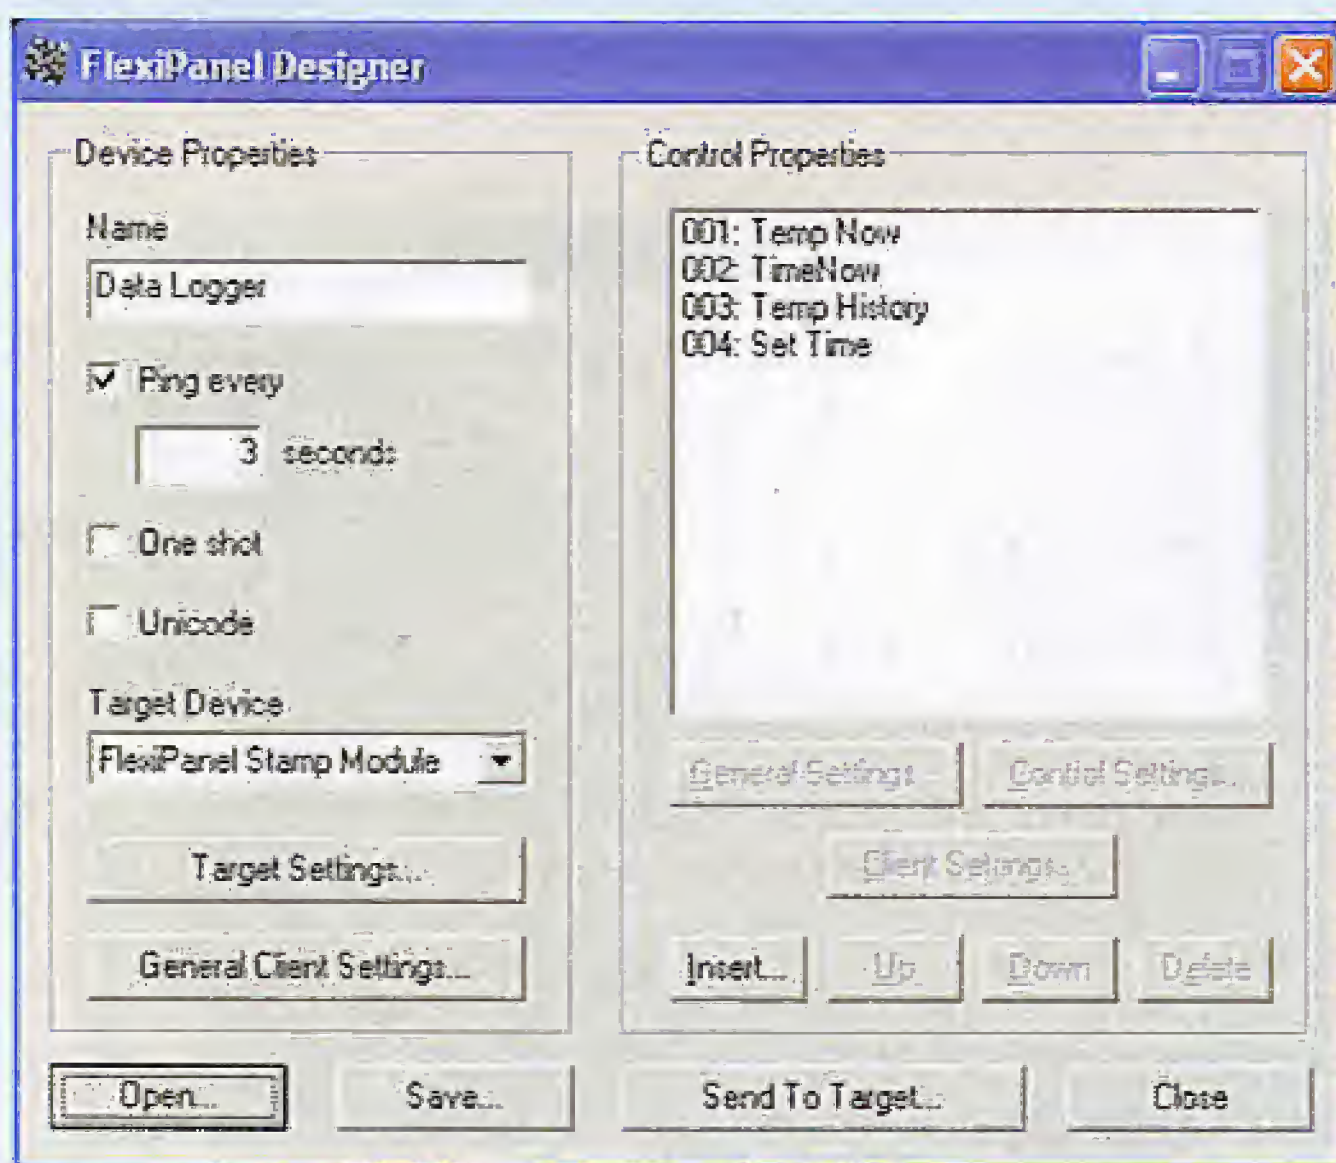 FlexiPanel Designer
Device Properties
Name
Data Logger
Ping every
3 seconds
One shot
Unicode
Target Device
FlexiPanel Stamp Module
Target Settings...
General Client Settings...
Control Properties
001: Temp Now
002: TimeNow
003: Temp History
004: Set Time
General Settings
Control Setting...
Client Settings...
Insert...
Up
Down
Delete
Open...
Save...
Send To Target...
Close